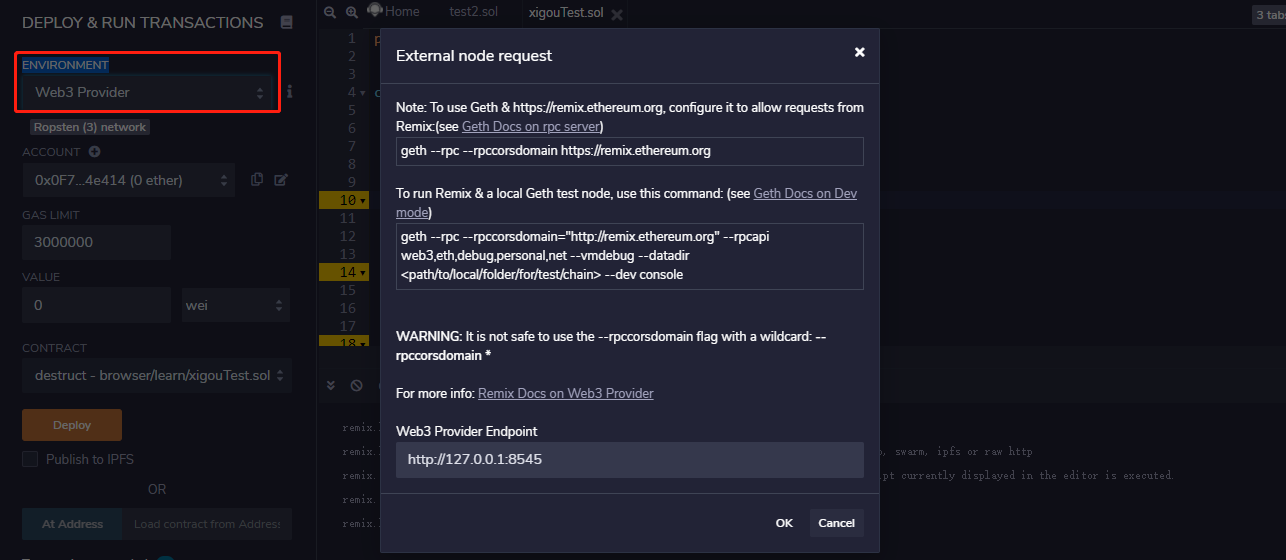 DEPLOY & RUN TRANSACTIONS
ENVIRONMENT
Web3 Provider
Ropsten (3) network
ACCOUNT
0x0F7...4e414 (0 ether)
GAS LIMIT
3000000
VALUE
0
wei
CONTRACT
destruct - browser/learn/xigouTest.sol
Deploy
Publish to IPFS
OR
At Address
Load contract from Address
Home
test2.sol
xigouTest.sol
3 tabs
1
2
3
4
5
6
7
8
9
10
11
12
13
14
15
16
17
18
External node request
Note: To use Geth & https://remix.ethereum.org, configure it to allow requests from
Remix:(see Geth Docs on rpc server)
geth --rpc --rpccorsdomain https://remix.ethereum.org
To run Remix & a local Geth test node, use this command: (see Geth Docs on Dev
mode)
geth --rpc --rpccorsdomain="http://remix.ethereum.org" --rpcapi
web3,eth,debug,personal,net --vmdebug --datadir
<path/to/local/folder/for/test/chain> --dev console
WARNING: It is not safe to use the --rpccorsdomain flag with a wildcard: --
rpccorsdomain *
For more info: Remix Docs on Web3 Provider
Web3 Provider Endpoint
http://127.0.0.1:8545
OK
Cancel
remix.
remix.
, swarm, ipfs or raw http
remix.
pt currently displayed in the editor is executed.
remix.
remix.